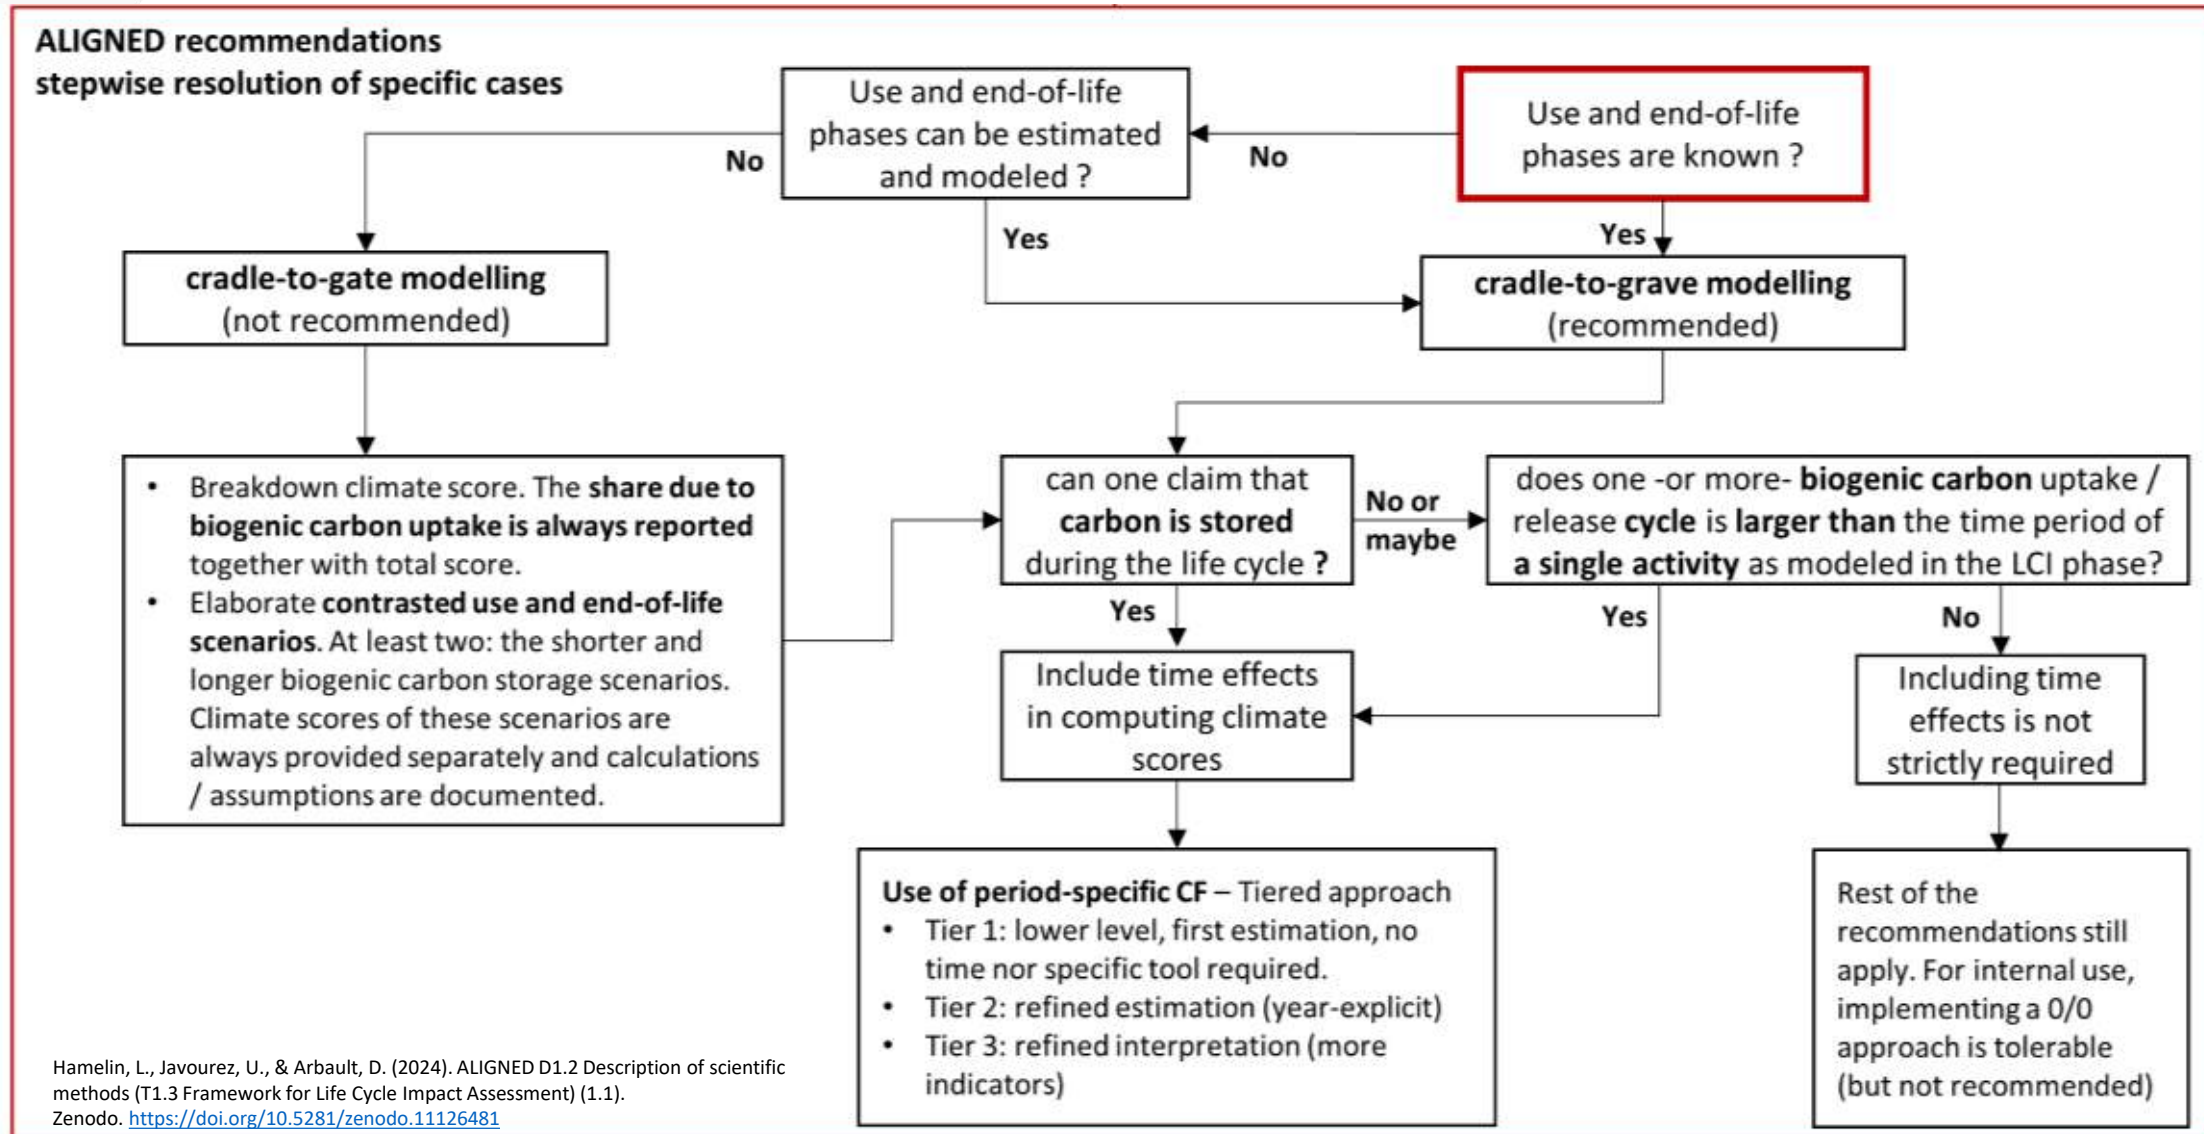 ALIGNED recommendations
stepwise resolution of specific cases
Use and end-of-life
phases are known ?
No
Yes
Use and end-of-life
phases can be estimated
and modeled ?
No
Yes
cradle-to-gate modelling
(not recommended)
cradle-to-grave modelling
(recommended)
• Breakdown climate score. The share due to
biogenic carbon uptake is always reported
together with total score.
• Elaborate contrasted use and end-of-life
scenarios. At least two: the shorter and
longer biogenic carbon storage scenarios.
Climate scores of these scenarios are
always provided separately and calculations
/ assumptions are documented.
can one claim that
carbon is stored
during the life cycle ?
No or
maybe
Yes
does one -or more- biogenic carbon uptake /
release cycle is larger than the time period of
a single activity as modeled in the LCI phase?
Yes
No
Include time effects
in computing climate
scores
Including time
effects is not
strictly required
Use of period-specific CF – Tiered approach
• Tier 1: lower level, first estimation, no
time nor specific tool required.
• Tier 2: refined estimation (year-explicit)
• Tier 3: refined interpretation (more
indicators)
Rest of the
recommendations still
apply. For internal use,
implementing a 0/0
approach is tolerable
(but not recommended)
Hamelin, L., Javourez, U., & Arbault, D. (2024). ALIGNED D1.2 Description of scientific
methods (T1.3 Framework for Life Cycle Impact Assessment) (1.1).
Zenodo. https://doi.org/10.5281/zenodo.11126481